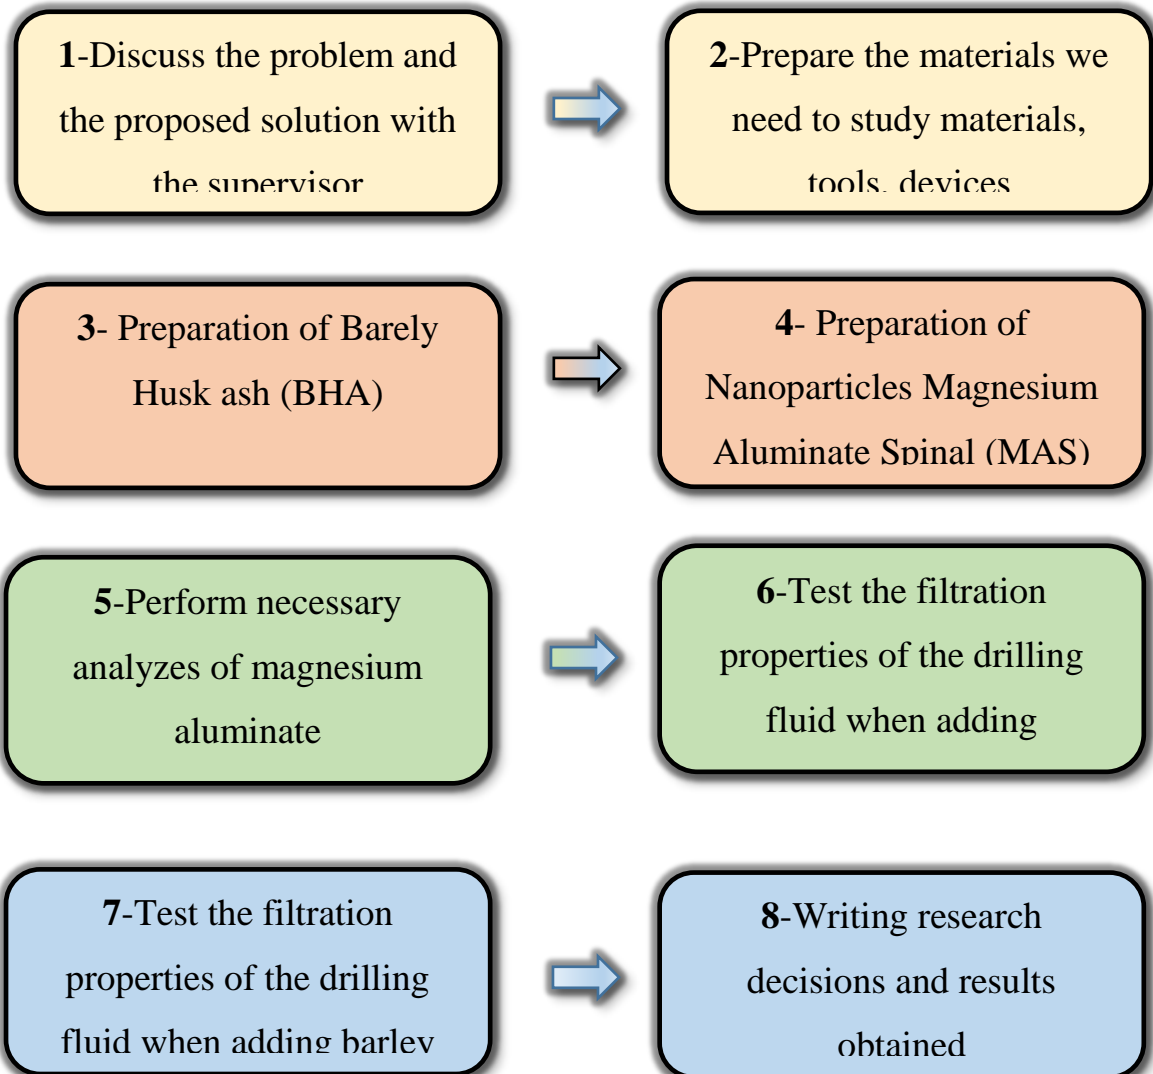 1-Discuss the problem and
the proposed solution with
the supervisor
2-Prepare the materials we
need to study materials,
tools, devices
3- Preparation of Barely
Husk ash (BHA)
4- Preparation of
Nanoparticles Magnesium
Aluminate Spinal (MAS)
5-Perform necessary
analyzes of magnesium
aluminate
6-Test the filtration
properties of the drilling
fluid when adding
7-Test the filtration
properties of the drilling
fluid when adding barley
8-Writing research
decisions and results
obtained